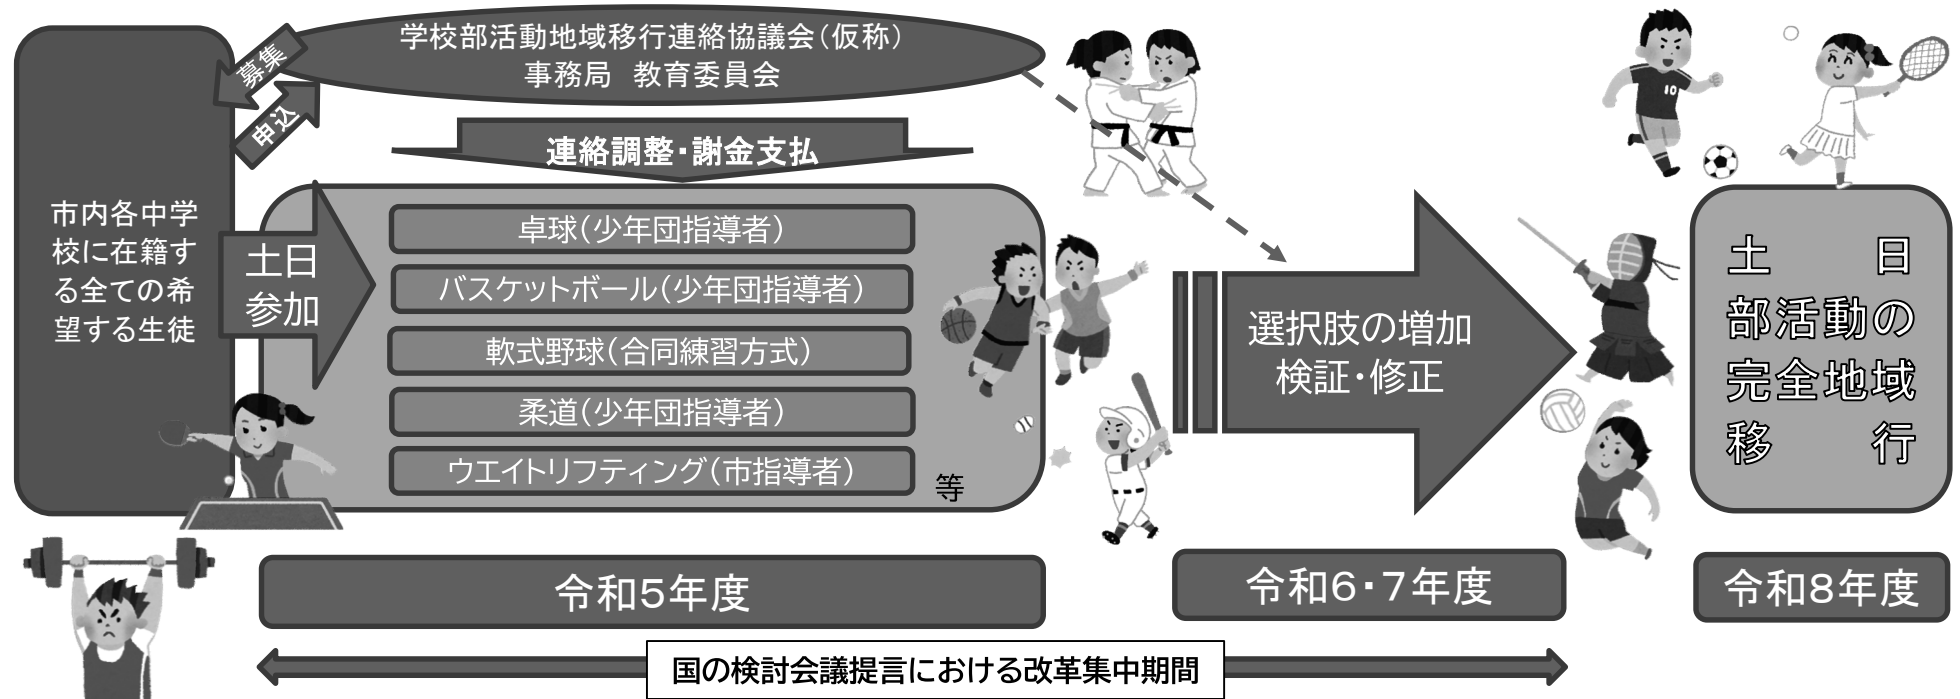 学校部活動地域移行連絡協議会（仮称）
事務局　教育委員会
募集
申込
連絡調整・謝金支払
市内各中学
校に在籍す
る全ての希
望する生徒
土日
参加
卓球（少年団指導者）
バスケットボール（少年団指導者）
軟式野球（合同練習方式）
柔道（少年団指導者）
ウエイトリフティング（市指導者）
等
選択肢の増加
検証・修正
10
土日
部活動の
完全地域
移行
令和5年度
令和6・7年度
令和8年度
国の検討会議提言における改革集中期間